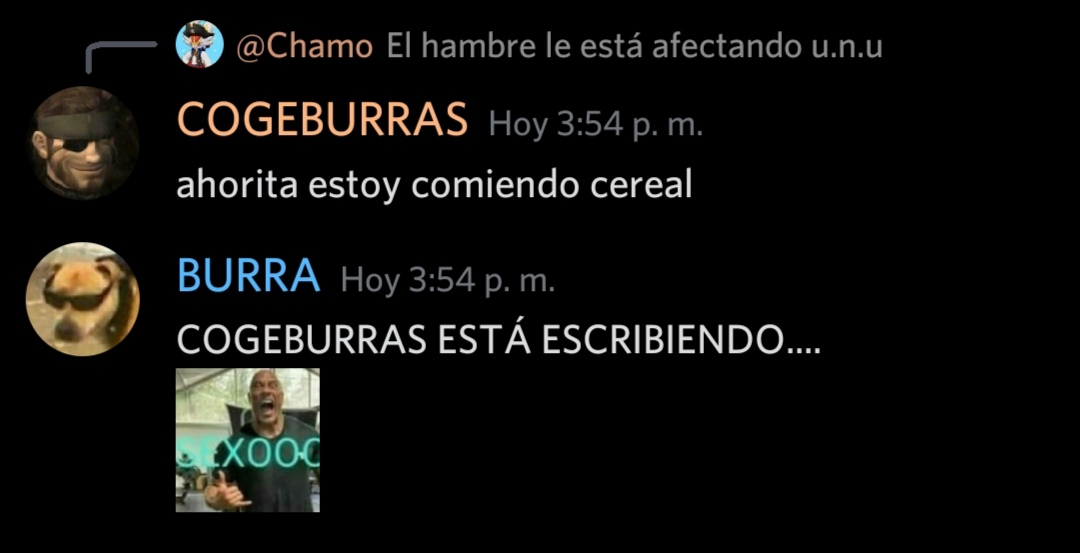 @Chamo El hambre le está afectando u.n.u
COGEBURRAS Hoy 3:54 p. m.
ahorita estoy comiendo cereal
BURRA Hoy 3:54 p. m.
COGEBURRAS ESTÁ ESCRIBIENDO....
SEXOOO